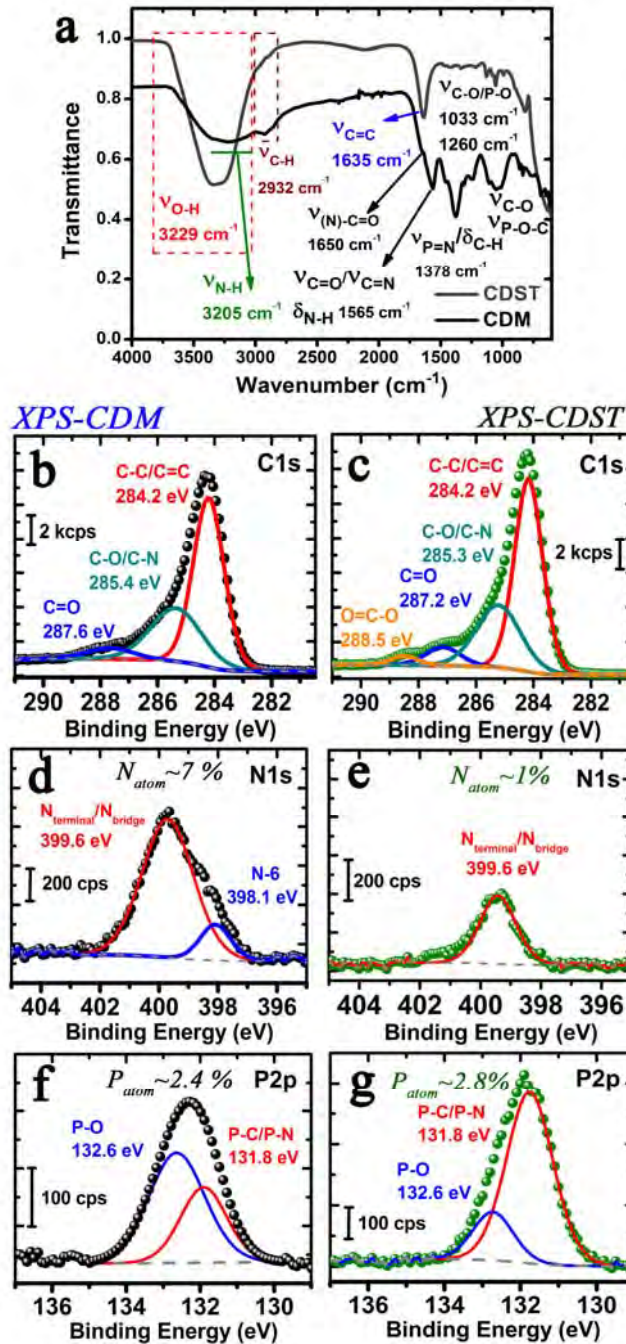 a
Transmittance
1.0
0.8
0.6
0.4
0.2
0.0
νO-H
3229 cm-1
νN-H
3205 cm-1
νC-H
2932 cm-1
νC=C
1635 cm-1
νC-O/P-O
1033 cm-1
1260 cm-1
ν(N)-C=O
1650 cm-1
νC=O/νC=N
δN-H 1565 cm-1
νP=N/δC-H
1378 cm-1
νC-O
νP-O-C
CDST
CDM
4000 3500 3000 2500 2000 1500 1000
Wavenumber (cm-1)
XPS-CDM
XPS-CDST
b
C1s
C-C/C=C
284.2 eV
2 kcps
C-O/C-N
285.4 eV
C=O
287.6 eV
290 288 286 284 282
Binding Energy (eV)
c
C1s
C-C/C=C
284.2 eV
C-O/C-N
285.3 eV
2 kcps
C=O
287.2 eV
O=C-O
288.5 eV
290 288 286 284 282
Binding Energy (eV)
d
Natom~7 %
N1s
Nterminal/Nbridge
399.6 eV
200 cps
N-6
398.1 eV
404 402 400 398 396
Binding Energy (eV)
e
Natom~1%
N1s
Nterminal/Nbridge
399.6 eV
200 cps
404 402 400 398 396
Binding Energy (eV)
f
Patom~2.4 %
P2p
P-O
132.6 eV
P-C/P-N
131.8 eV
100 cps
136 134 132 130
Binding Energy (eV)
g
Patom~2.8%
P2p
P-C/P-N
131.8 eV
P-O
132.6 eV
100 cps
136 134 132 130
Binding Energy (eV)